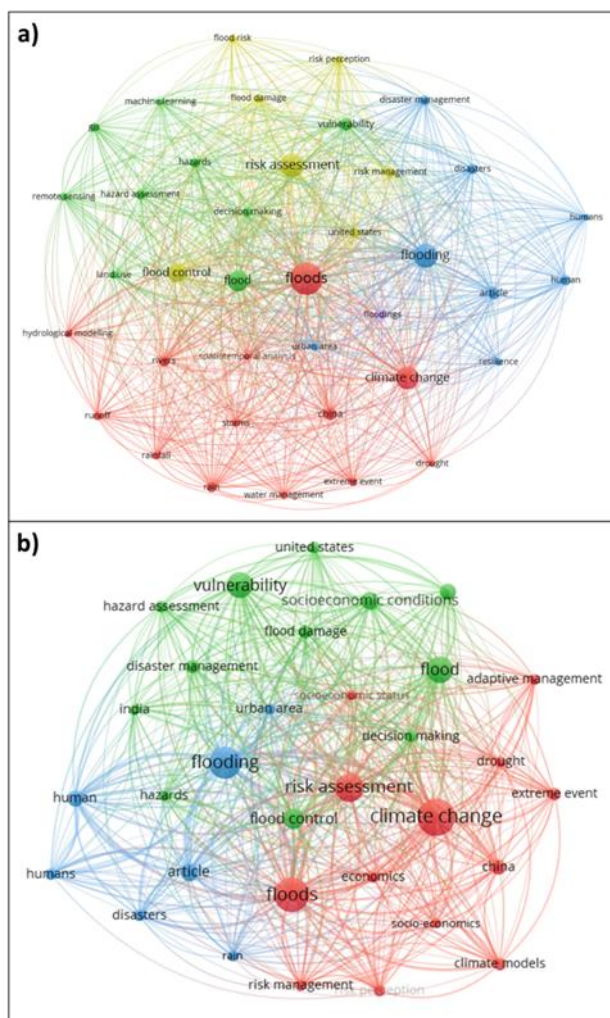 a)
flood risk
risk perception
machine learning
flood damage
disaster management
vulnerability
gis
hazards
risk assessment
risk management
disasters
remote sensing
hazard assessment
decision making
humans
united states
land use
flood control
flood
floods
flooding
article
human
floodings
hydrological modelling
rivers
spatiotemporal analysis
urban area
resilience
climate change
runoff
storms
china
rainfall
drought
rain
water management
extreme event
b)
united states
vulnerability
hazard assessment
socioeconomic conditions
flood damage
disaster management
flood
adaptive management
india
urban area
socioeconomic status
decision making
flooding
drought
human
hazards
risk assessment
extreme event
flood control
climate change
humans
article
floods
economics
china
disasters
socio-economics
rain
climate models
risk management
risk perception